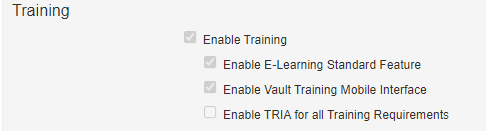 Training
Enable Training
Enable E-Learning Standard Feature
Enable Vault Training Mobile Interface
Enable TRIA for all Training Requirements